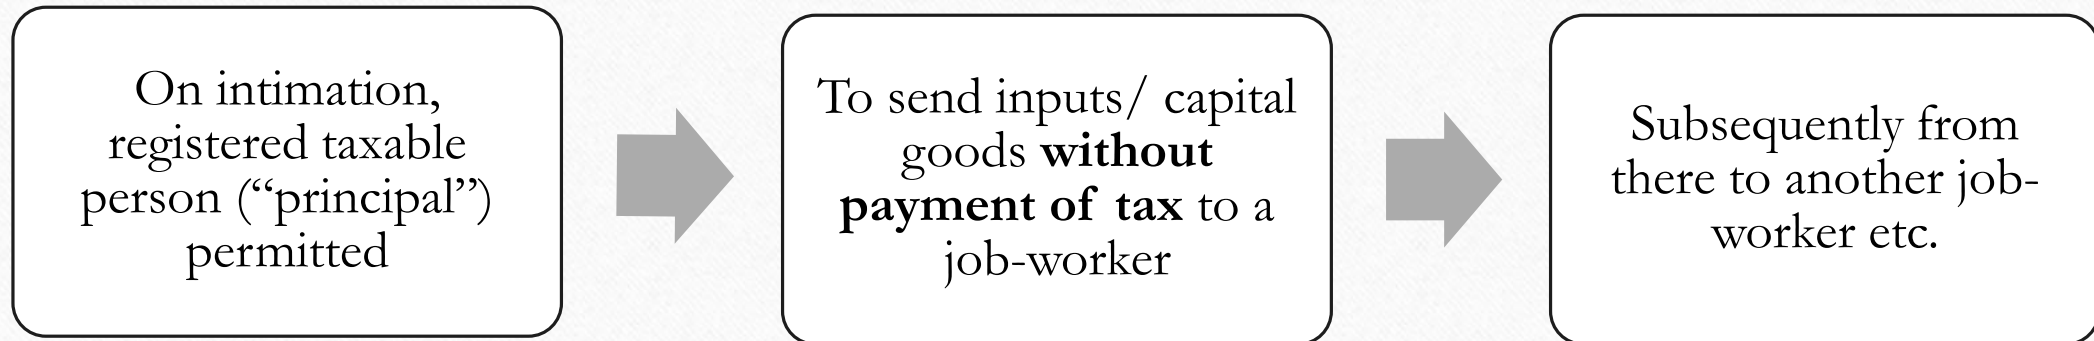 On intimation,
registered taxable
person (“principal”)
permitted
To send inputs/ capital
goods without
payment of tax to a
job-worker
Subsequently from
there to another job-
worker etc.